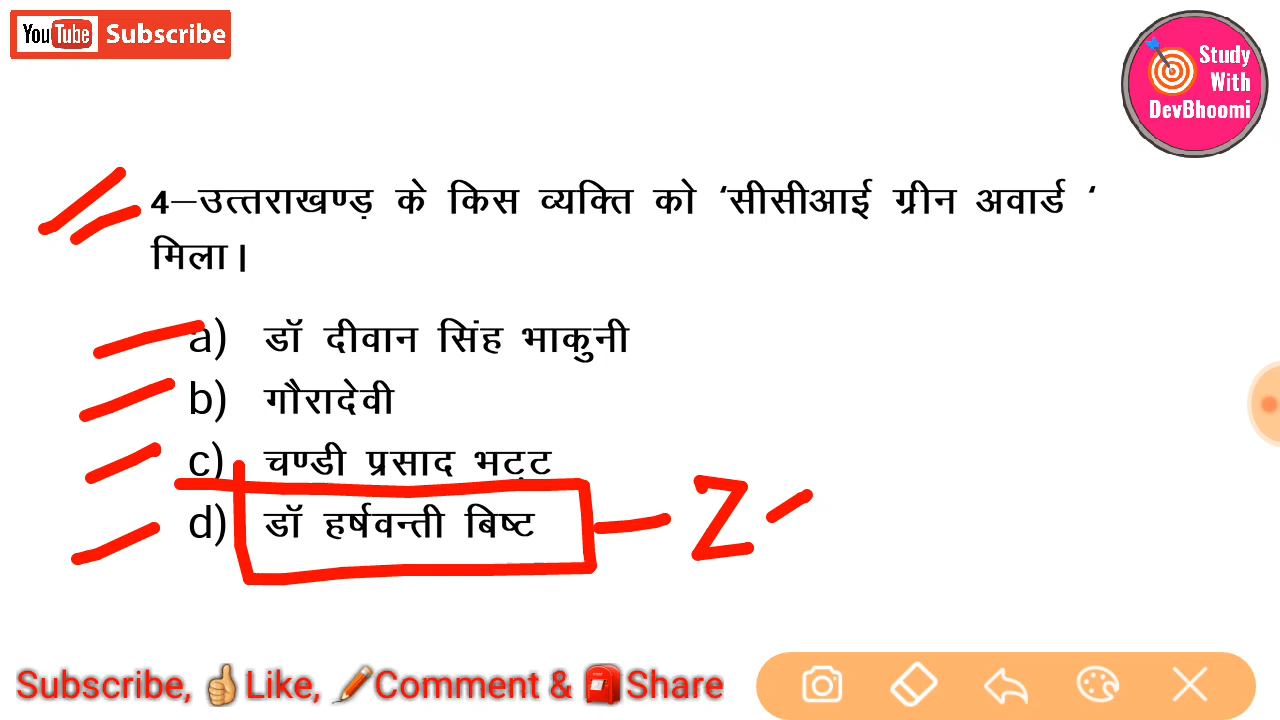 YouTube Subscribe
Study
With
DevBhoomi
4–उत्तराखण्ड़ के किस व्यक्ति को ‘सीसीआई ग्रीन अवार्ड ‘
मिला।
a) डॉ दीवान सिंह भाकुनी
b) गौरादेवी
c) चण्डी प्रसाद भट्ट
d) डॉ हर्षवन्ती बिष्ट
Z
Subscribe, Like, Comment & Share